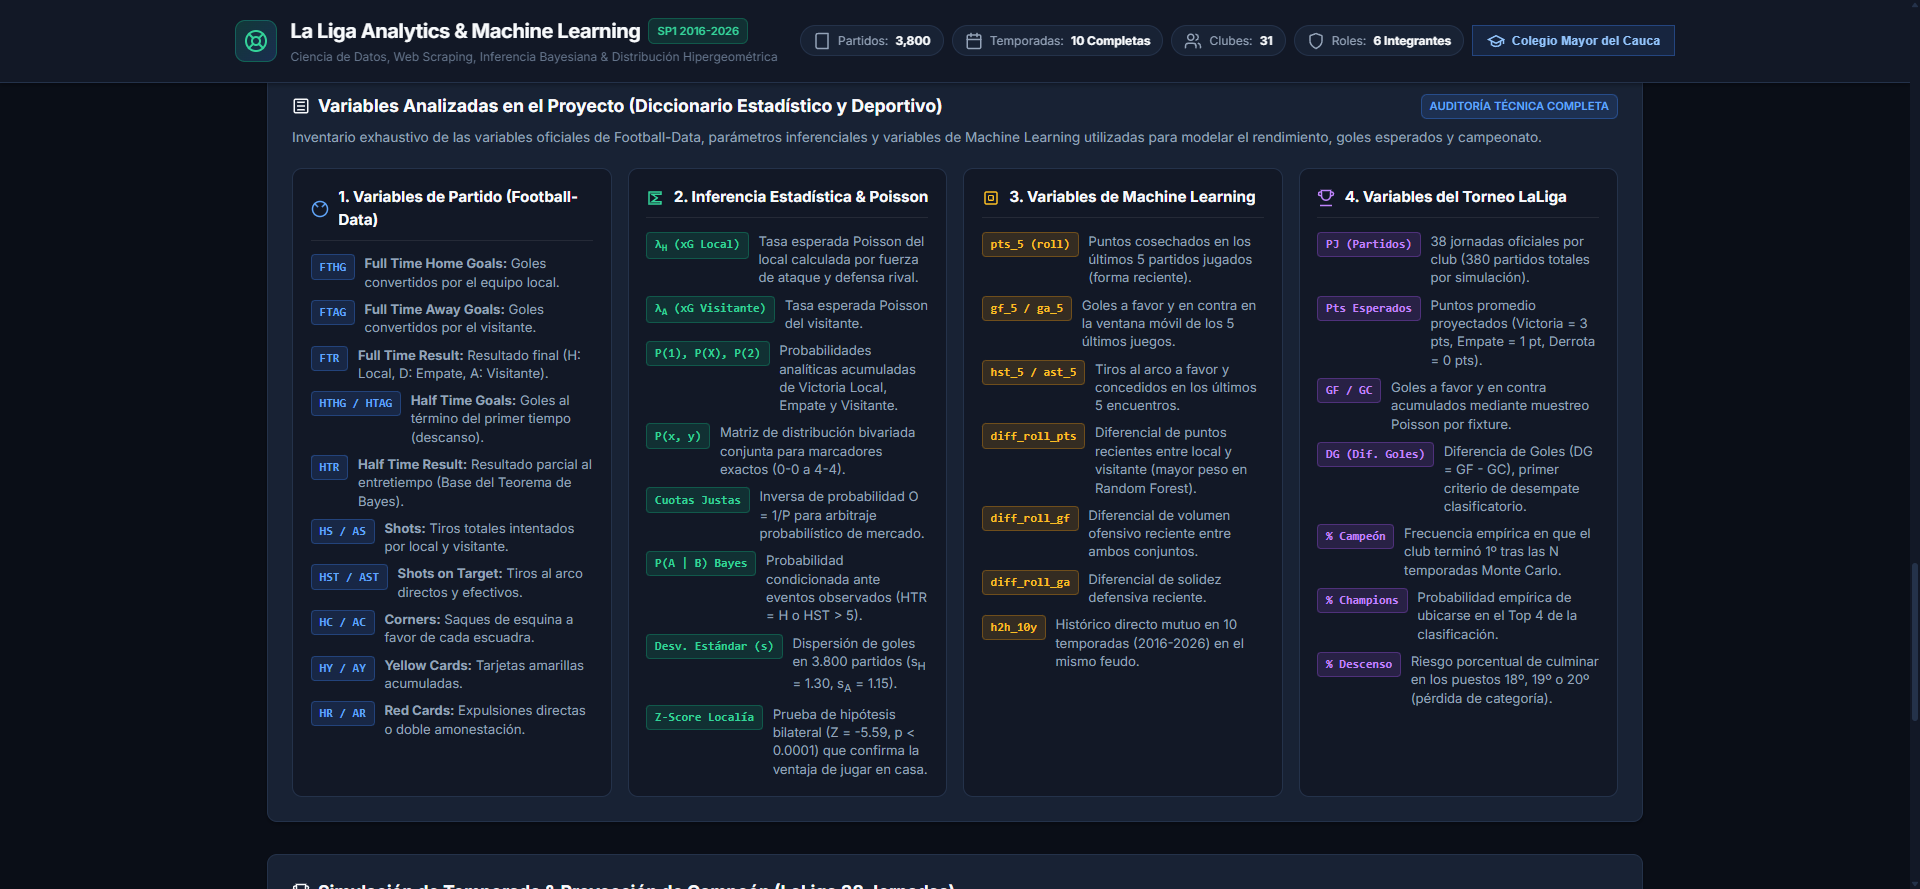 La Liga Analytics & Machine Learning
SP1 2016-2026
Ciencia de Datos, Web Scraping, Inferencia Bayesiana & Distribución Hipergeométrica
Partidos: 3,800
Temporadas: 10 Completas
Clubes: 31
Roles: 6 Integrantes
Colegio Mayor del Cauca
Variables Analizadas en el Proyecto (Diccionario Estadístico y Deportivo)
AUDITORÍA TÉCNICA COMPLETA
Inventario exhaustivo de las variables oficiales de Football-Data, parámetros inferenciales y variables de Machine Learning utilizadas para modelar el rendimiento, goles esperados y campeonato.
1. Variables de Partido (Football-
Data)
FTHG
Full Time Home Goals: Goles
convertidos por el equipo local.
FTAG
Full Time Away Goals: Goles
convertidos por el visitante.
FTR
Full Time Result: Resultado final (H:
Local, D: Empate, A: Visitante).
HTHG / HTAG
Half Time Goals: Goles al
término del primer tiempo
(descanso).
HTR
Half Time Result: Resultado parcial al
entretiempo (Base del Teorema de
Bayes).
HS / AS
Shots: Tiros totales intentados
por local y visitante.
HST / AST
Shots on Target: Tiros al arco
directos y efectivos.
HC / AC
Corners: Saques de esquina a
favor de cada escuadra.
HY / AY
Yellow Cards: Tarjetas amarillas
acumuladas.
HR / AR
Red Cards: Expulsiones directas
o doble amonestación.
2. Inferencia Estadística & Poisson
λH (xG Local)
Tasa esperada Poisson del
local calculada por fuerza
de ataque y defensa rival.
λA (xG Visitante)
Tasa esperada Poisson
del visitante.
P(1), P(X), P(2)
Probabilidades
analíticas acumuladas
de Victoria Local,
Empate y Visitante.
P(x, y)
Matriz de distribución bivariada
conjunta para marcadores
exactos (0-0 a 4-4).
Cuotas Justas
Inversa de probabilidad O
= 1/P para arbitraje
probabilístico de mercado.
P(A | B) Bayes
Probabilidad
condicionada ante
eventos observados (HTR
= H o HST > 5).
Desv. Estándar (s)
Dispersión de goles
en 3.800 partidos (sH
= 1.30, sA = 1.15).
Z-Score Localía
Prueba de hipótesis
bilateral (Z = -5.59, p <
0.0001) que confirma la
ventaja de jugar en casa.
3. Variables de Machine Learning
pts_5 (roll)
Puntos cosechados en los
últimos 5 partidos jugados
(forma reciente).
gf_5 / ga_5
Goles a favor y en contra en
la ventana móvil de los 5
últimos juegos.
hst_5 / ast_5
Tiros al arco a favor y
concedidos en los últimos
5 encuentros.
diff_roll_pts
Diferencial de puntos
recientes entre local y
visitante (mayor peso en
Random Forest).
diff_roll_gf
Diferencial de volumen
ofensivo reciente entre
ambos conjuntos.
diff_roll_ga
Diferencial de solidez
defensiva reciente.
h2h_10y
Histórico directo mutuo en 10
temporadas (2016-2026) en el
mismo feudo.
4. Variables del Torneo LaLiga
PJ (Partidos)
38 jornadas oficiales por
club (380 partidos totales
por simulación).
Pts Esperados
Puntos promedio
proyectados (Victoria = 3
pts, Empate = 1 pt, Derrota
= 0 pts).
GF / GC
Goles a favor y en contra
acumulados mediante muestreo
Poisson por fixture.
DG (Dif. Goles)
Diferencia de Goles (DG
= GF - GC), primer
criterio de desempate
clasificatorio.
% Campeón
Frecuencia empírica en que el
club terminó 1º tras las N
temporadas Monte Carlo.
% Champions
Probabilidad empírica de
ubicarse en el Top 4 de la
clasificación.
% Descenso
Riesgo porcentual de culminar
en los puestos 18º, 19º o 20º
(pérdida de categoría).
Simulación de Temporada & Proyección de Campeón (LaLiga 38 Jornadas)